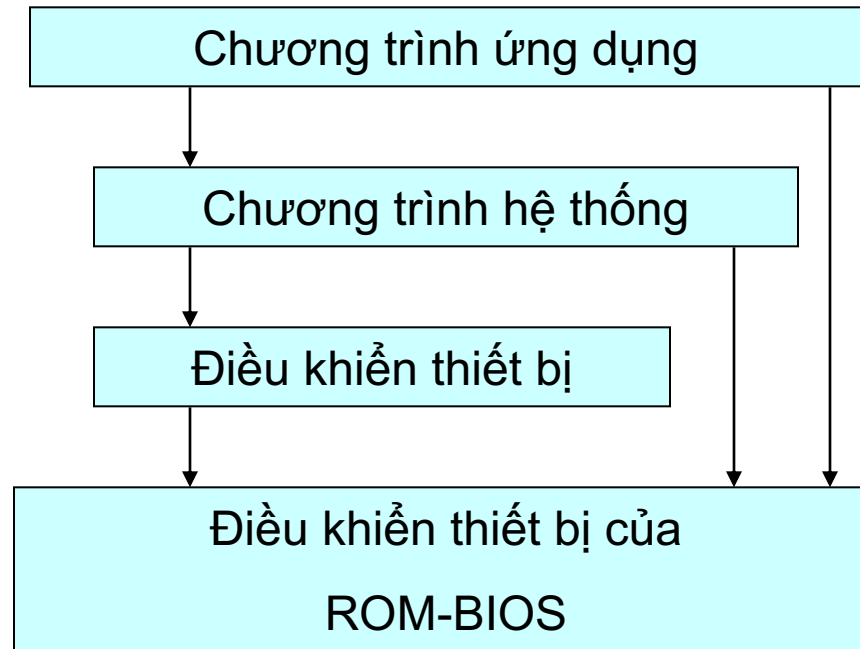 Chương trình ứng dụng
Chương trình hệ thống
Điều khiển thiết bị
Điều khiển thiết bị của
ROM-BIOS